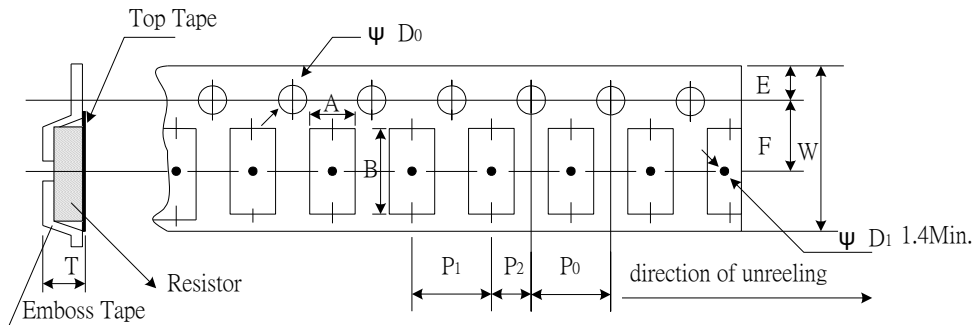 Top Tape
ψ D0
E
A
F
W
B
ψ D1 1.4Min.
T
P1
P2
P0
direction of unreeling
Resistor
Emboss Tape